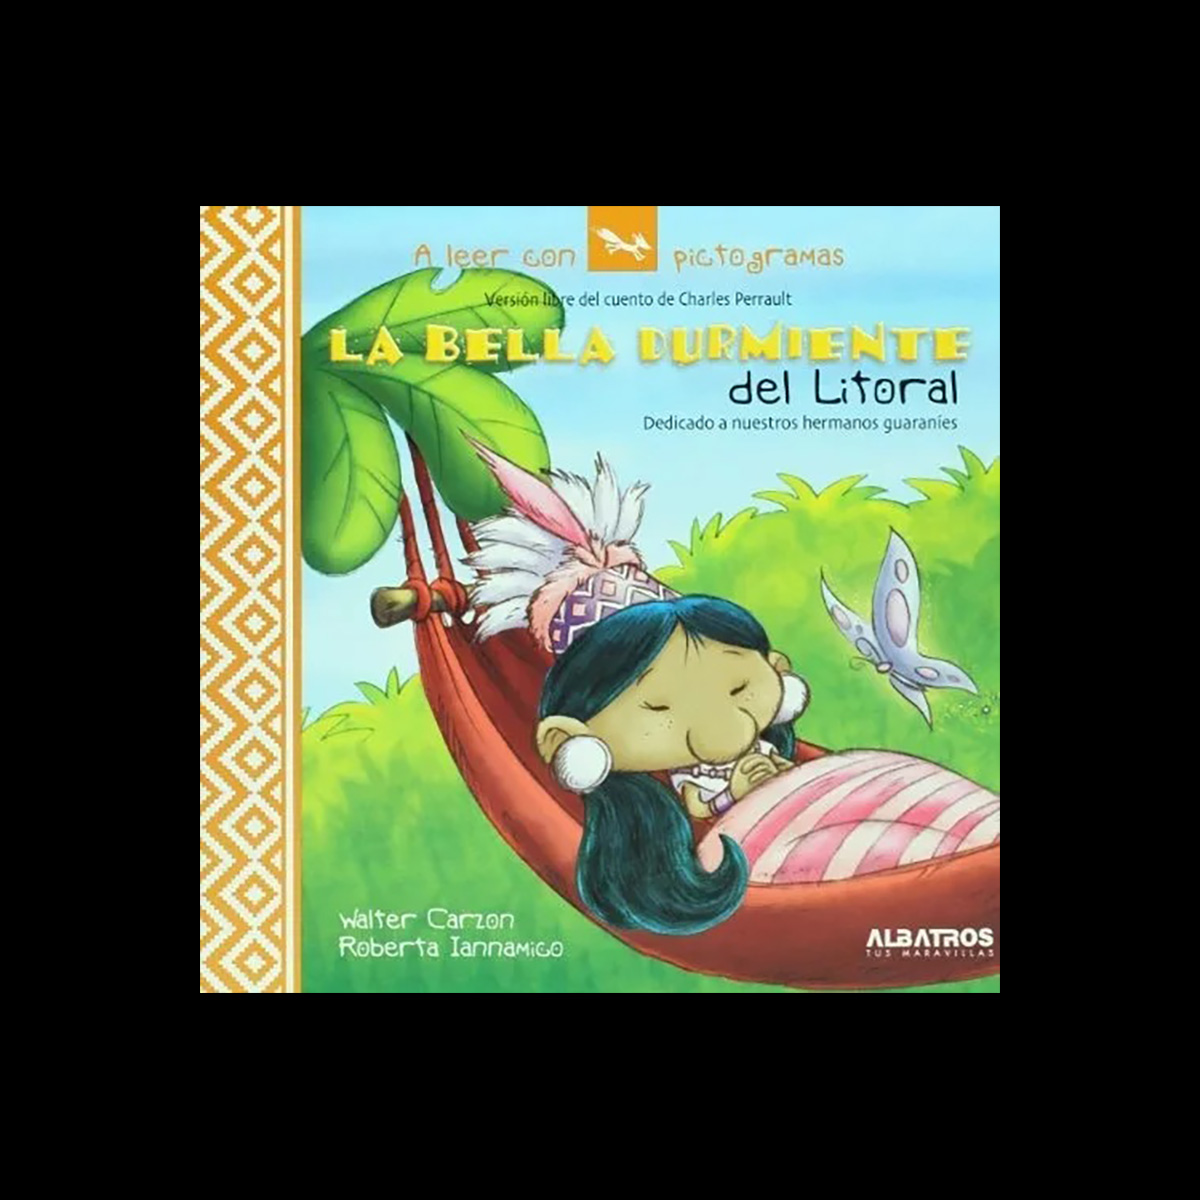 A leer con pictogramas
Versión libre del cuento de Charles Perrault
LA BELLA DURMIENTE
del Litoral
Dedicado a nuestros hermanos guaraníes
Walter Carzon
Roberta Iannamico
ALBATROS
TUS MARAVILLAS